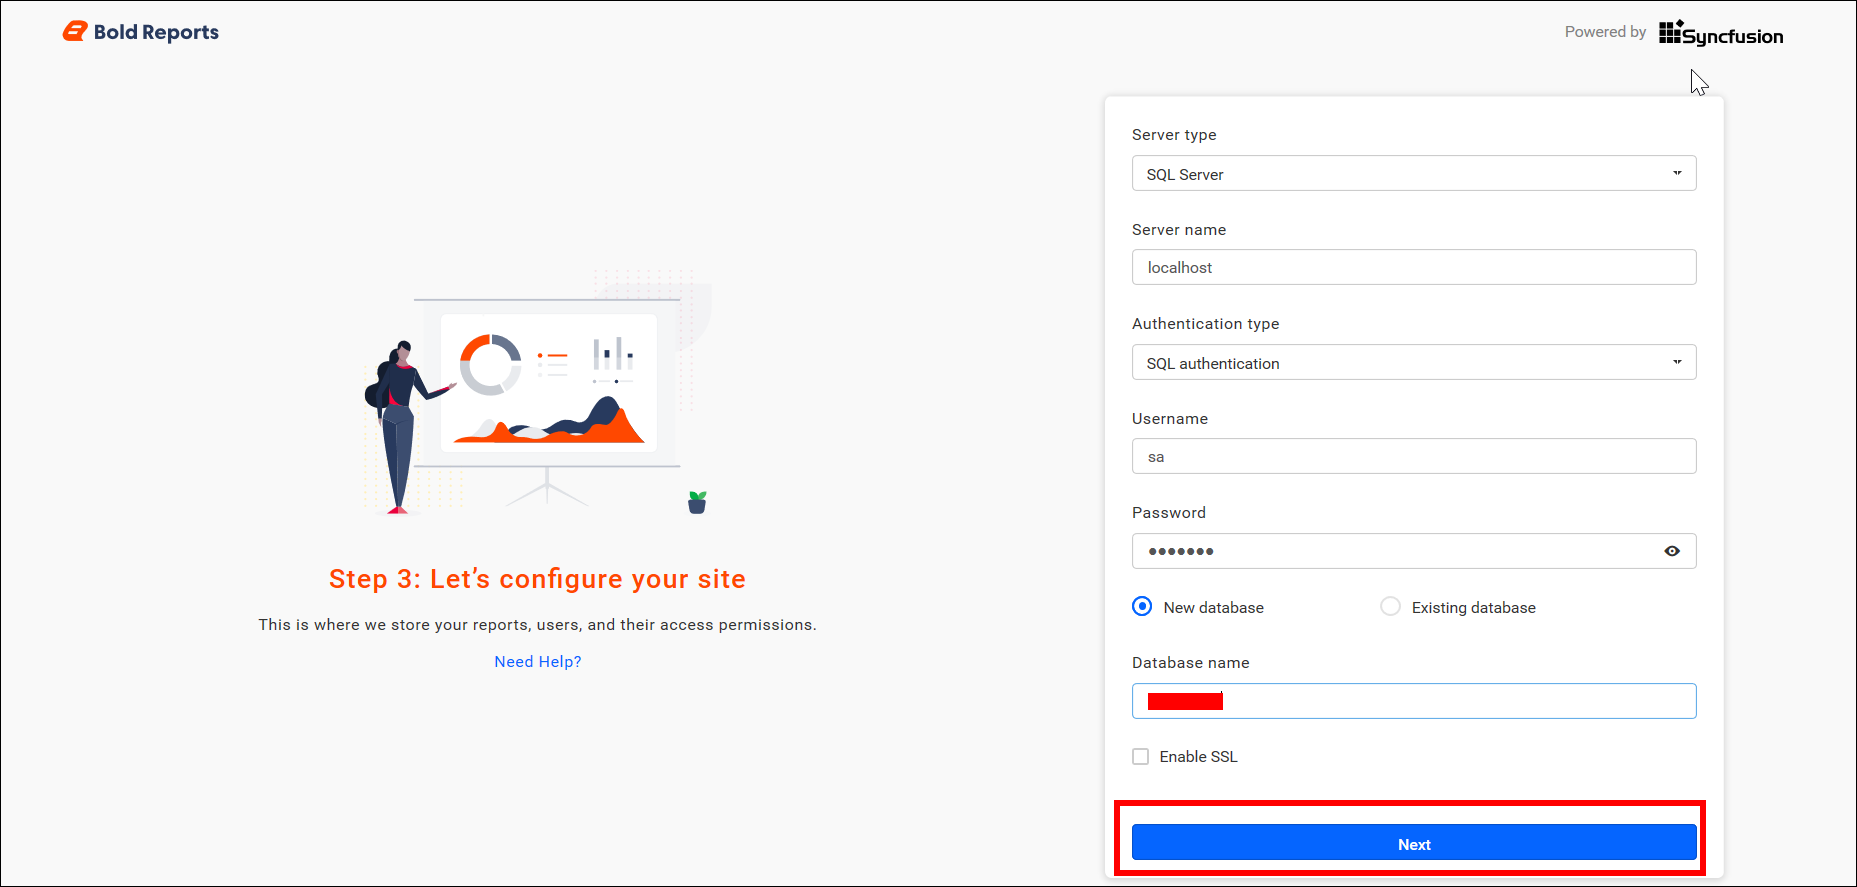 Bold Reports
Powered by Syncfusion
Server type
SQL Server
Server name
localhost
Authentication type
SQL authentication
Username
sa
Password
•••••••
New database
Existing database
Database name
Enable SSL
Next
Step 3: Let’s configure your site
This is where we store your reports, users, and their access permissions.
Need Help?